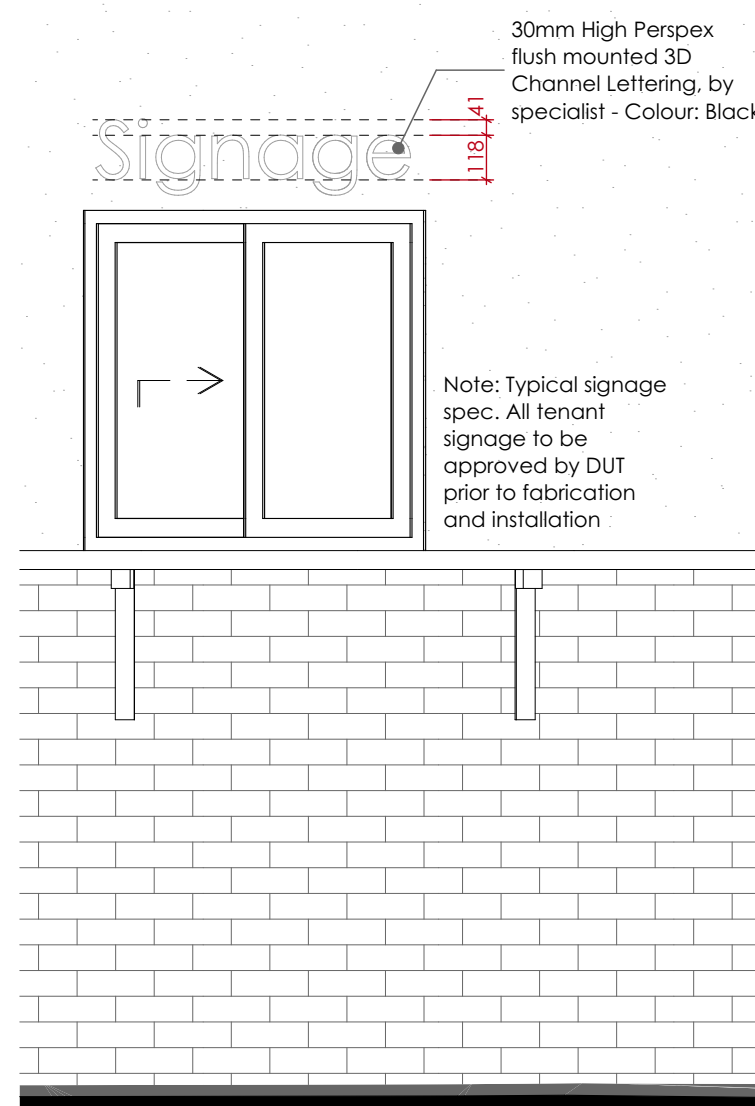 30mm High Perspex
flush mounted 3D
Channel Lettering, by
specialist - Colour: Black
41
118
Signage
Note: Typical signage
spec. All tenant
signage to be
approved by DUT
prior to fabrication
and installation